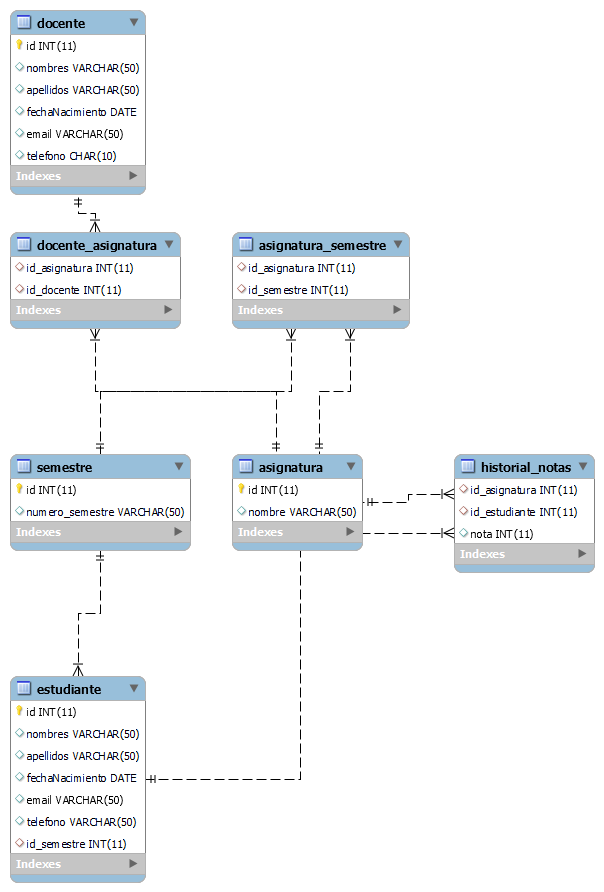 docente
id INT(11)
nombres VARCHAR(50)
apellidos VARCHAR(50)
fechaNacimiento DATE
email VARCHAR(50)
telefono CHAR(10)
Indexes
docente_asignatura
id_asignatura INT(11)
id_docente INT(11)
Indexes
asignatura_semestre
id_asignatura INT(11)
id_semestre INT(11)
Indexes
semestre
id INT(11)
numero_semestre VARCHAR(50)
Indexes
asignatura
id INT(11)
nombre VARCHAR(50)
Indexes
historial_notas
id_asignatura INT(11)
id_estudiante INT(11)
nota INT(11)
Indexes
estudiante
id INT(11)
nombres VARCHAR(50)
apellidos VARCHAR(50)
fechaNacimiento DATE
email VARCHAR(50)
telefono VARCHAR(50)
id_semestre INT(11)
Indexes